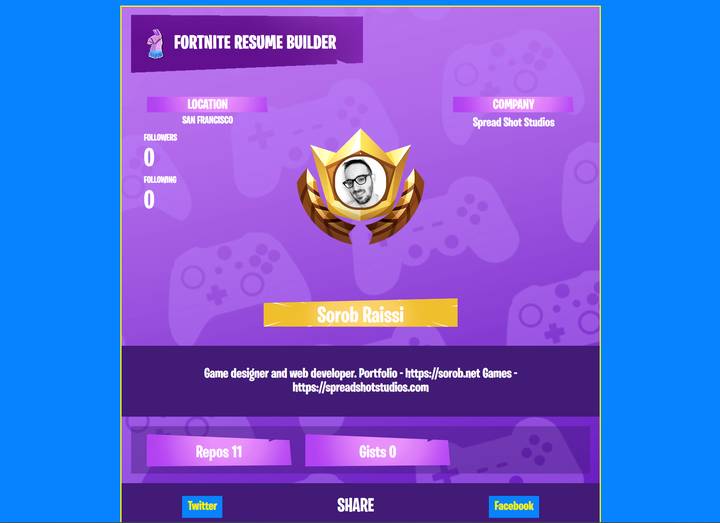 FORTNITE RESUME BUILDER
LOCATION
SAN FRANCISCO
FOLLOWERS
0
FOLLOWING
0
COMPANY
Spread Shot Studios
Sorob Raissi
Game designer and web developer. Portfolio - https://sorob.net Games -
https://spreadshotstudios.com
Repos 11
Gists 0
Twitter
SHARE
Facebook